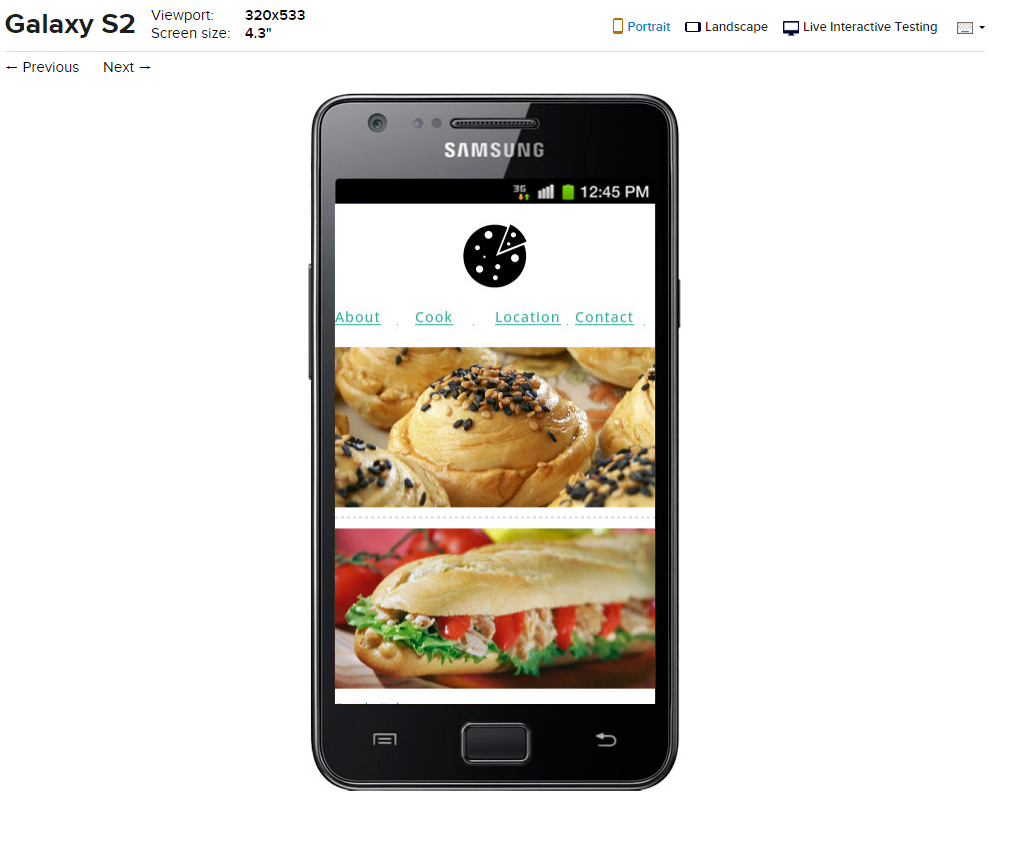 Galaxy S2
Viewport: 320x533
Screen size: 4.3"
Portrait Landscape Live Interactive Testing
← Previous Next →
SAMSUNG
3G 12:45 PM
About . Cook . Location . Contact .